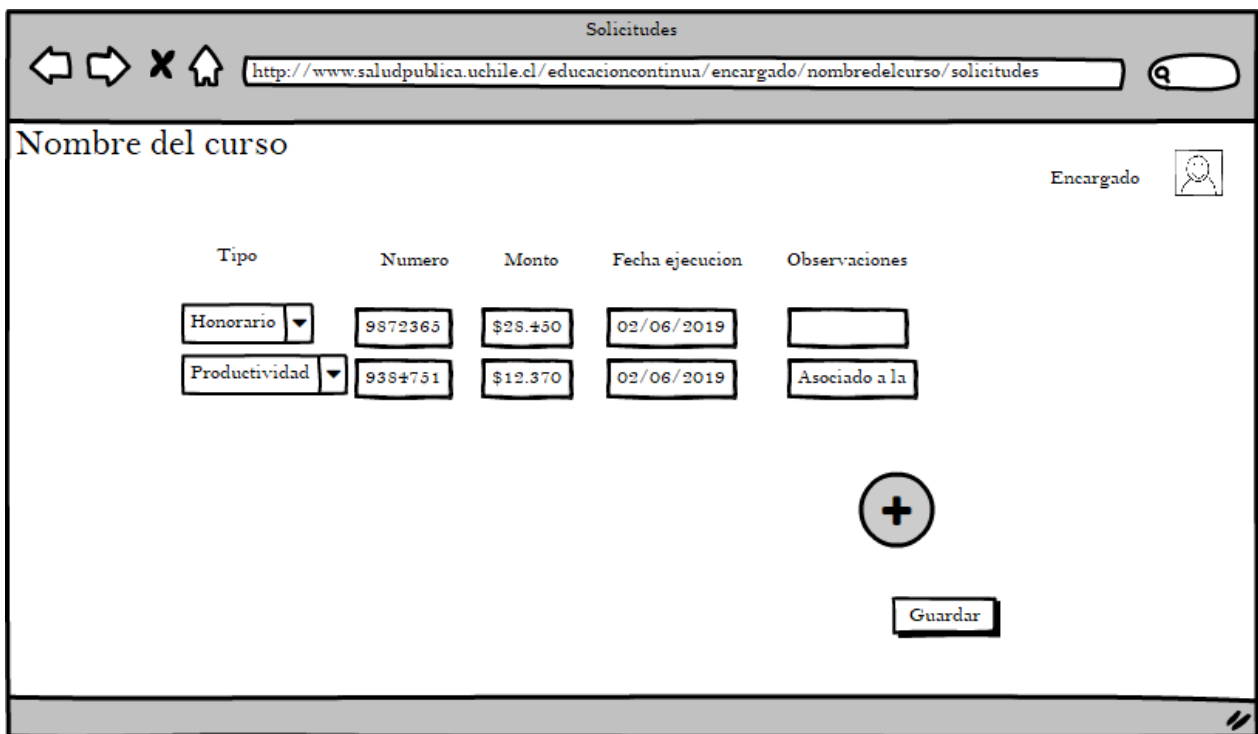 Solicitudes
http://www.saludpublica.uchile.cl/educacioncontinua/encargado/nombredelcurso/solicitudes
Nombre del curso
Encargado
Tipo Numero Monto Fecha ejecucion Observaciones
Honorario 9872365 $28.450 02/06/2019
Productividad 9384751 $12.370 02/06/2019 Asociado a la
Guardar